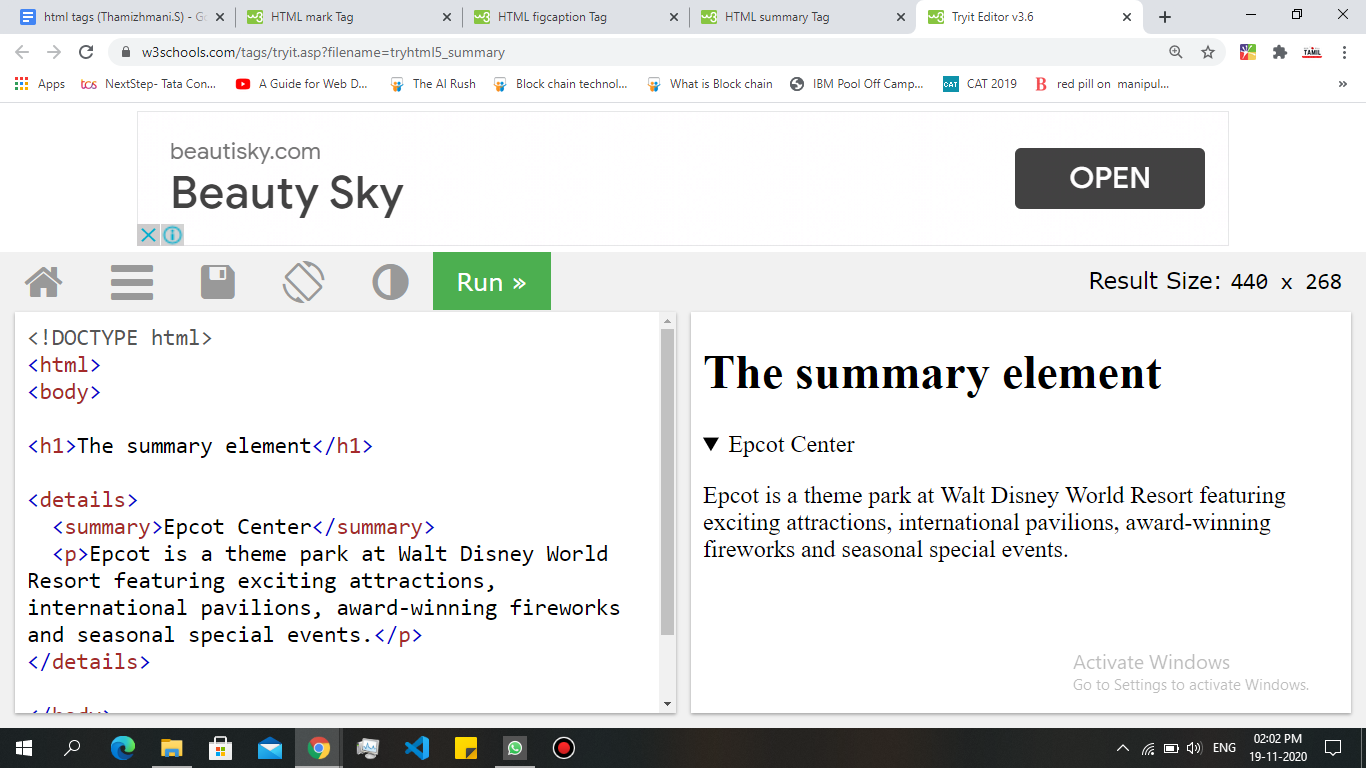 html tags (Thamizhmani.S) - G
HTML mark Tag
HTML figcaption Tag
HTML summary Tag
Tryit Editor v3.6
w3schools.com/tags/tryit.asp?filename=tryhtml5_summary
TAMIL
Apps
tcs NextStep- Tata Con...
A Guide for Web D...
The AI Rush
Block chain technol...
What is Block chain
IBM Pool Off Camp...
CAT CAT 2019
B red pill on manipul...
»
beautisky.com
Beauty Sky
OPEN
Run »
Result Size: 440 x 268
<!DOCTYPE html>
<html>
<body>
<h1>The summary element</h1>
<details>
<summary>Epcot Center</summary>
<p>Epcot is a theme park at Walt Disney World
Resort featuring exciting attractions,
international pavilions, award-winning fireworks
and seasonal special events.</p>
</details>
</body>
The summary element
▼ Epcot Center
Epcot is a theme park at Walt Disney World Resort featuring
exciting attractions, international pavilions, award-winning
fireworks and seasonal special events.
Activate Windows
Go to Settings to activate Windows.
ENG
02:02 PM
19-11-2020